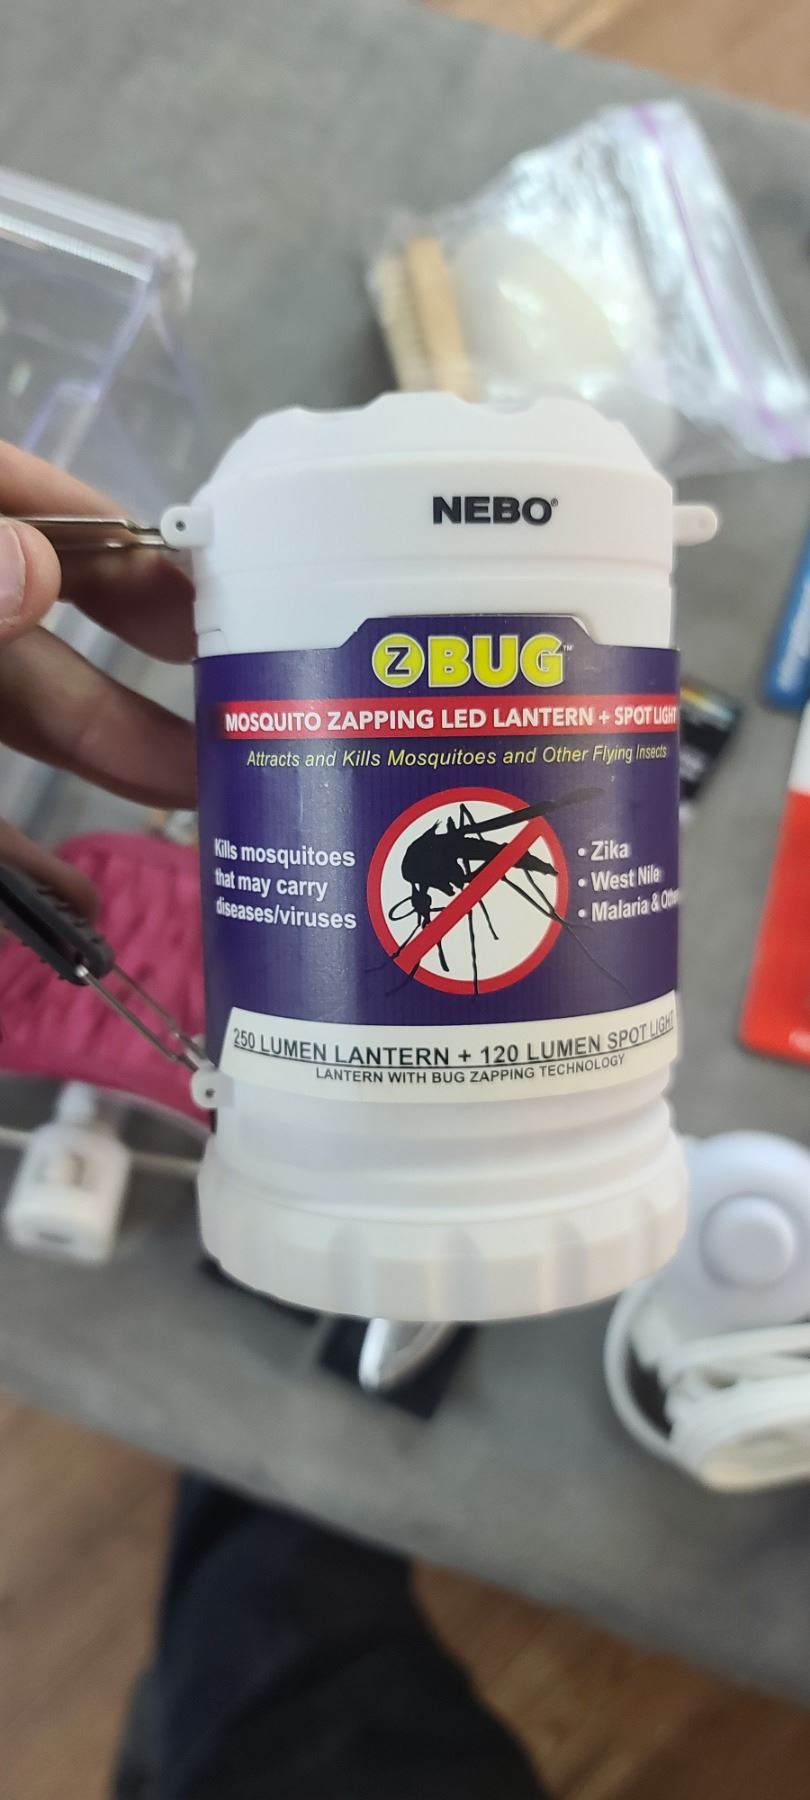 NEBO®
Z BUG™
MOSQUITO ZAPPING LED LANTERN + SPOT LIGHT
Attracts and Kills Mosquitoes and Other Flying Insects
Kills mosquitoes
that may carry
diseases/viruses
• Zika
• West Nile
• Malaria &
250 LUMEN LANTERN + 120 LUMEN SPOT LIGHT
LANTERN WITH BUG ZAPPING TECHNOLOGY